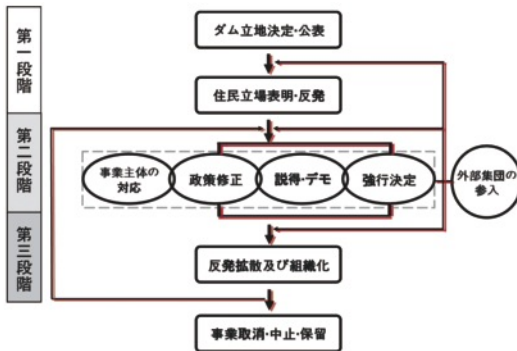 第一段階
ダム立地決定·公表
住民立場表明·反発
第二段階
事業主体の
対応
政策修正
説得·デモ
強行決定
外部集団の
参入
第三段階
反発拡散及び組織化
事業取消·中止·保留